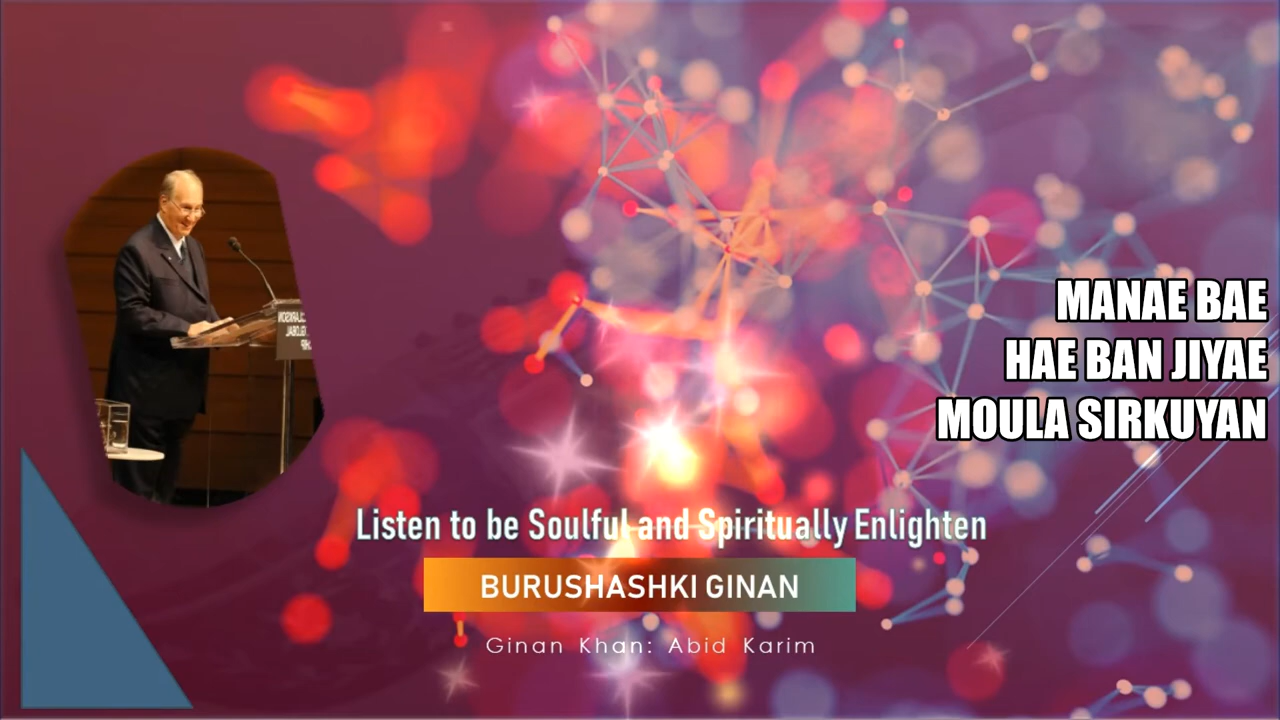 MANAE BAE
HAE BAN JIYAE
MOULA SIRKUYAN
Listen to be Soulful and Spiritually Enlighten
BURUSHASHKI GINAN
Ginan Khan: Abid Karim